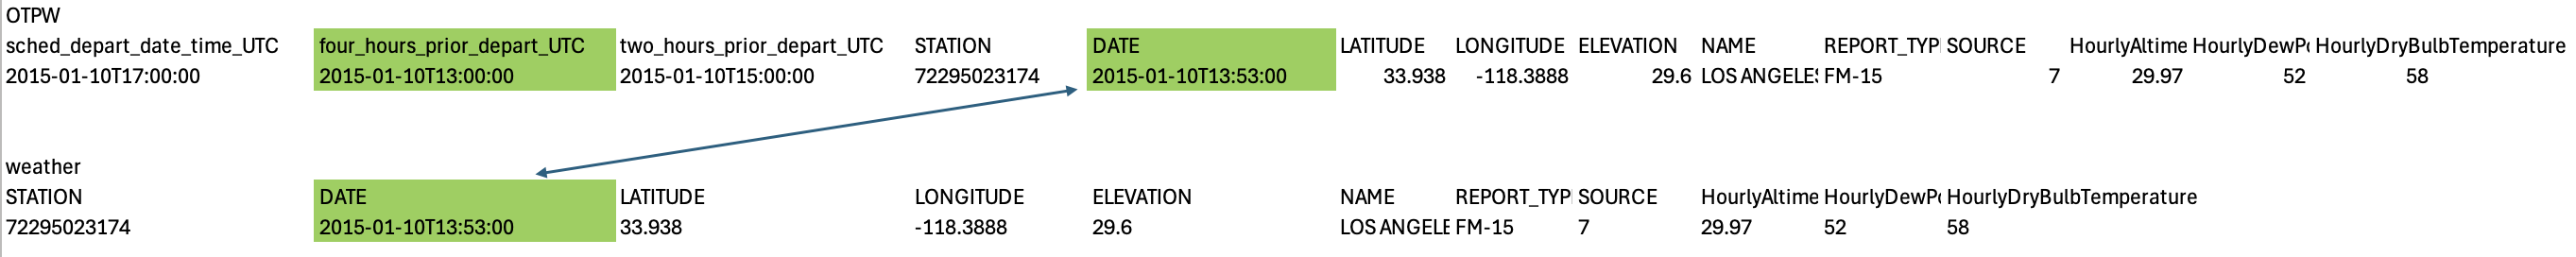 OTPW
sched_depart_date_time_UTC four_hours_prior_depart_UTC two_hours_prior_depart_UTC STATION DATE LATITUDE LONGITUDE ELEVATION NAME REPORT_TYP SOURCE HourlyAltime HourlyDewPo HourlyDryBulbTemperature
2015-01-10T17:00:00 2015-01-10T13:00:00 2015-01-10T15:00:00 72295023174 2015-01-10T13:53:00 33.938 -118.3888 29.6 LOS ANGELES FM-15 7 29.97 52 58
weather
STATION DATE LATITUDE LONGITUDE ELEVATION NAME REPORT_TYP SOURCE HourlyAltime HourlyDewPo HourlyDryBulbTemperature
72295023174 2015-01-10T13:53:00 33.938 -118.3888 29.6 LOS ANGELE FM-15 7 29.97 52 58